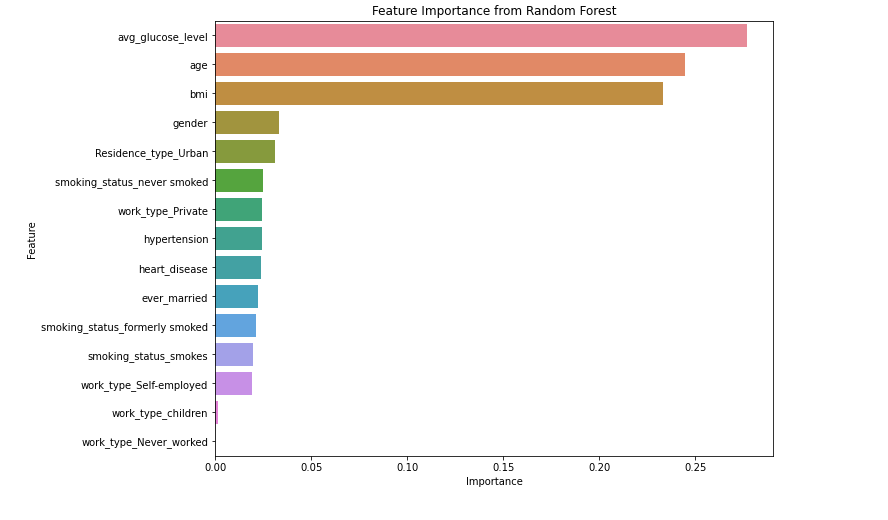 Feature Importance from Random Forest
avg_glucose_level
age
bmi
gender
Residence_type_Urban
smoking_status_never smoked
work_type_Private
hypertension
heart_disease
ever_married
smoking_status_formerly smoked
smoking_status_smokes
work_type_Self-employed
work_type_children
work_type_Never_worked
Feature
0.00 0.05 0.10 0.15 0.20 0.25
Importance